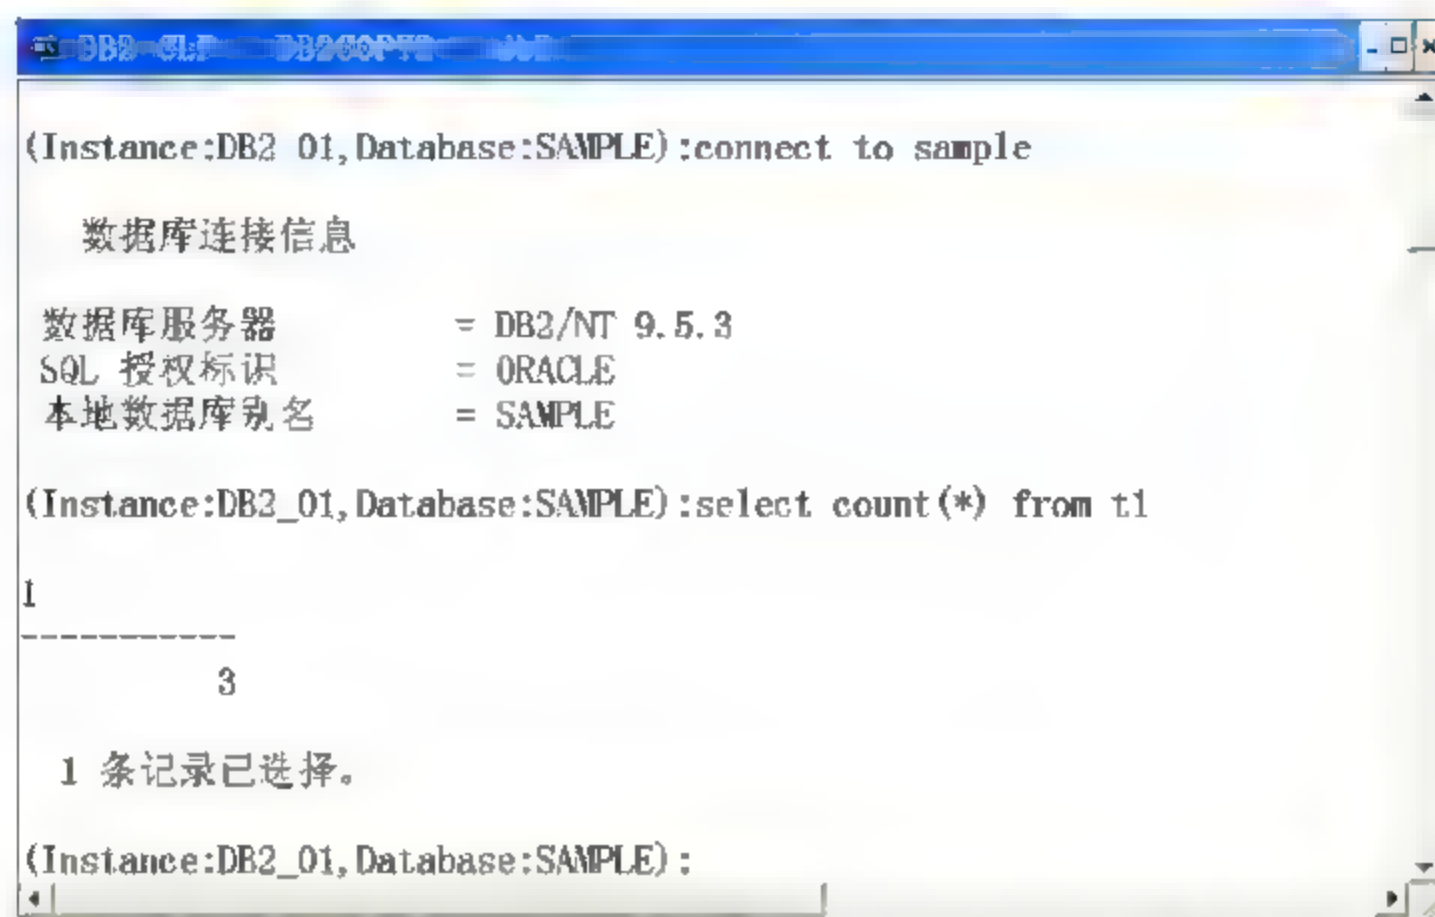 (Instance:DB2 01,Database:SAMPLE):connect to sample
数据库连接信息
数据库服务器 = DB2/NT 9.5.3
SQL 授权标识 = ORACLE
本地数据库别名 = SAMPLE
(Instance:DB2_01,Database:SAMPLE):select count(*) from t1
1
-----------
3
1 条记录已选择。
(Instance:DB2_01,Database:SAMPLE):